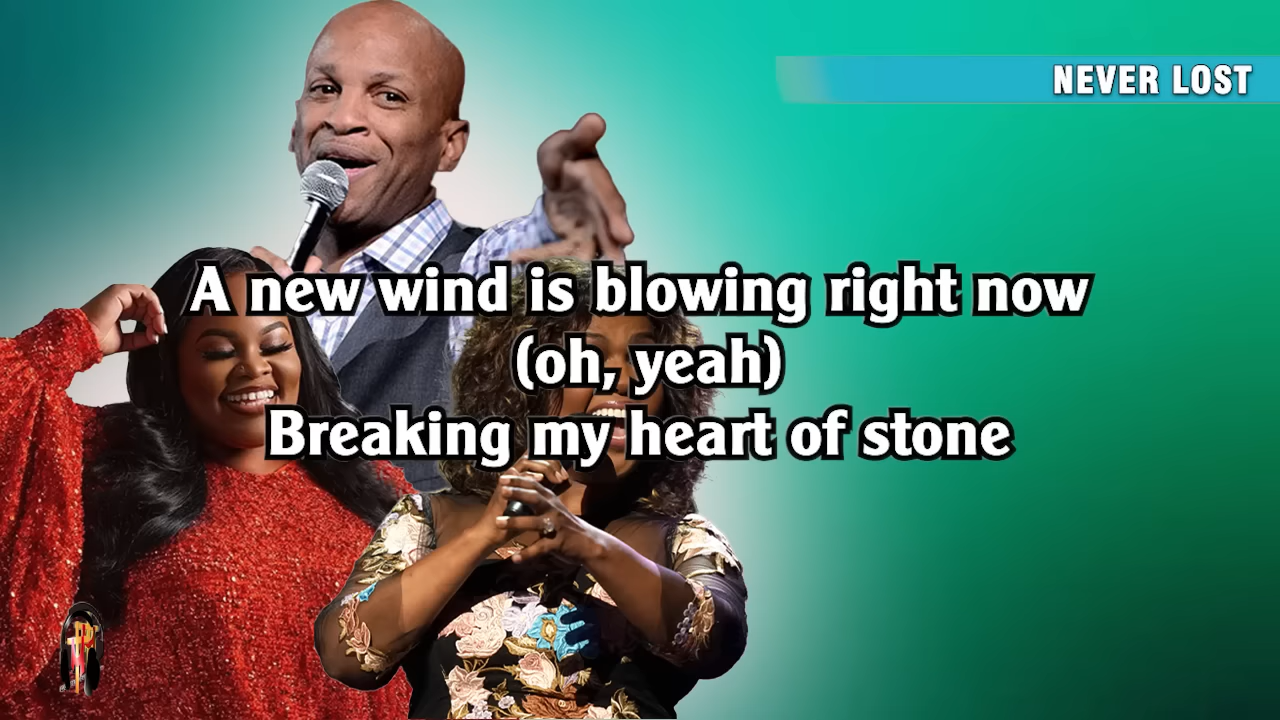 NEVER LOST
A new wind is blowing right now
(oh, yeah)
Breaking my heart of stone